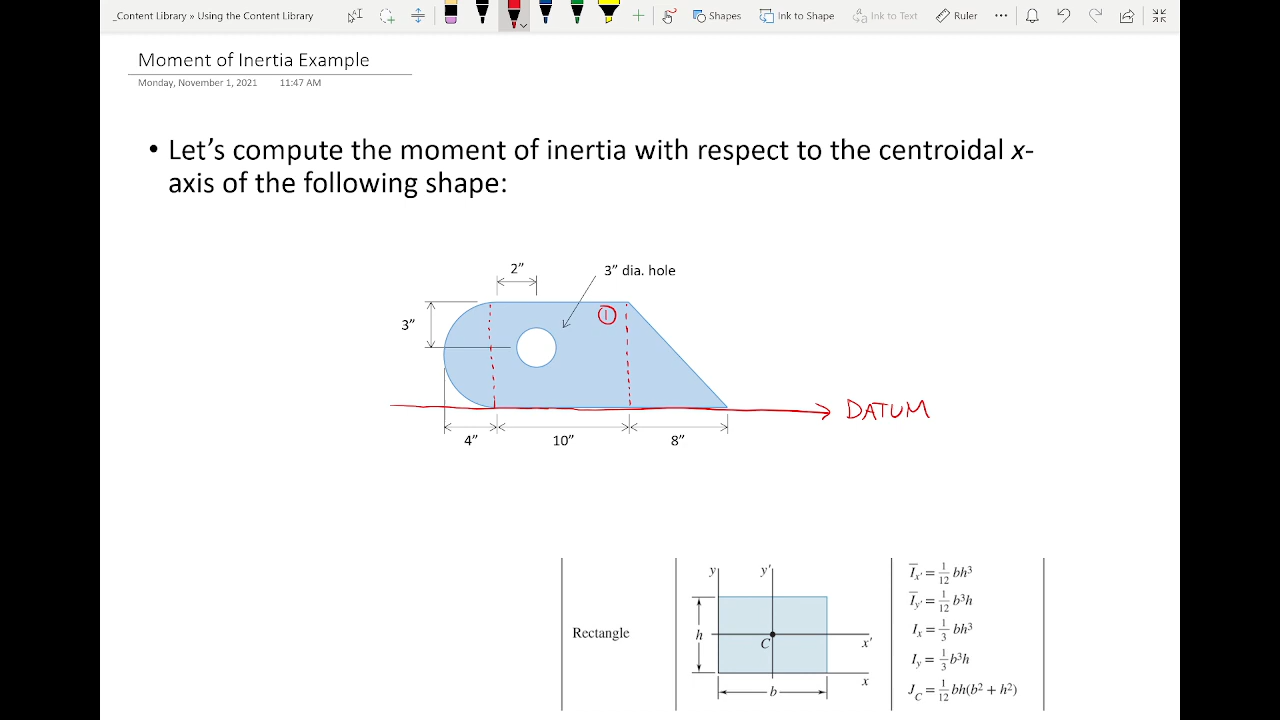 _Content Library » Using the Content Library
Shapes
Ink to Shape
Ink to Text
Ruler
Moment of Inertia Example
Monday, November 1, 2021 11:47 AM
• Let’s compute the moment of inertia with respect to the centroidal x-
axis of the following shape:
2”
3” dia. hole
3”
①
DATUM
4”
10”
8”
Rectangle
y
y'
h
C
x'
x
b
I̅x' = 1/12 bh³
I̅y' = 1/12 b³h
Ix = 1/3 bh³
Iy = 1/3 b³h
JC = 1/12 bh(b² + h²)